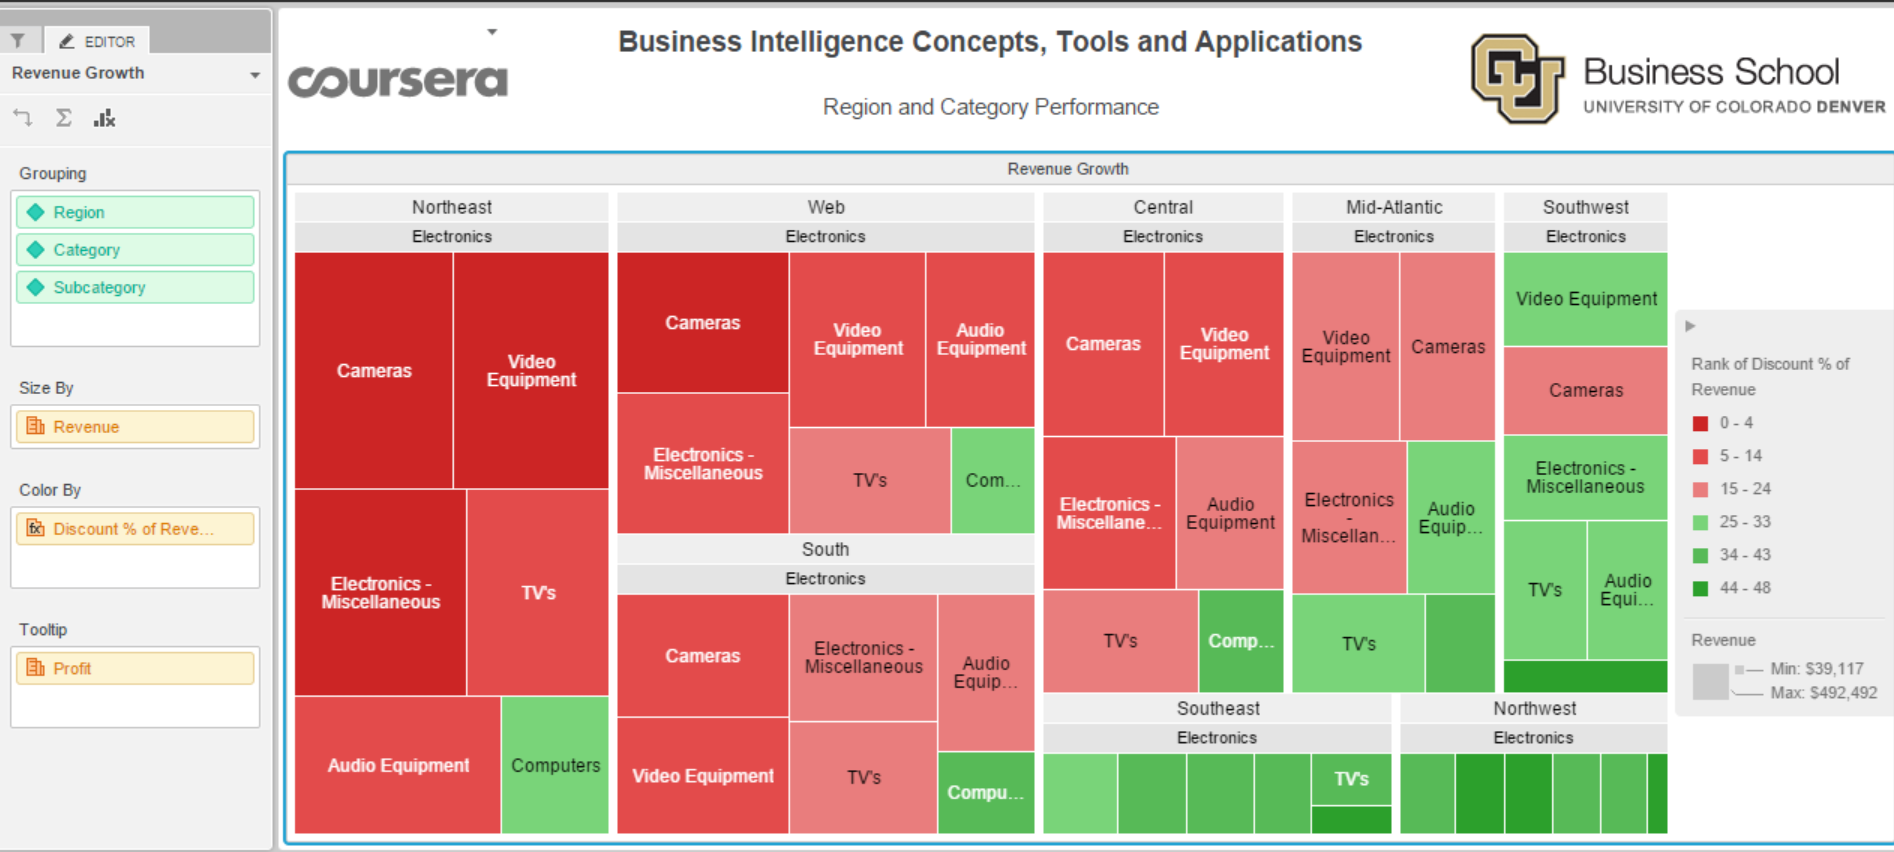 EDITOR
Revenue Growth
Grouping
Region
Category
Subcategory
Size By
Revenue
Color By
fx
Discount % of Reve...
Tooltip
Profit
coursera
Business Intelligence Concepts, Tools and Applications
Region and Category Performance
CU
Business School
UNIVERSITY OF COLORADO DENVER
Revenue Growth
Northeast
Electronics
Cameras
Video
Equipment
Electronics -
Miscellaneous
TV's
Audio Equipment
Computers
Web
Electronics
Cameras
Video
Equipment
Audio
Equipment
Electronics -
Miscellaneous
TV's
Com...
South
Electronics
Cameras
Electronics -
Miscellaneous
Audio
Equip...
Video Equipment
TV's
Compu...
Central
Electronics
Cameras
Video
Equipment
Electronics -
Miscellane...
Audio
Equipment
TV's
Comp...
Mid-Atlantic
Electronics
Video
Equipment
Cameras
Electronics
-
Miscellan...
Audio
Equip...
TV's
Southwest
Electronics
Video Equipment
Cameras
Electronics -
Miscellaneous
TV's
Audio
Equi...
Southeast
Electronics
TV's
Northwest
Electronics
Rank of Discount % of
Revenue
0 - 4
5 - 14
15 - 24
25 - 33
34 - 43
44 - 48
Revenue
Min: $39,117
Max: $492,492